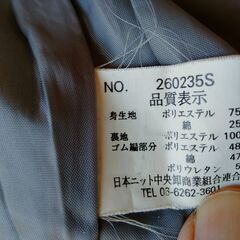 NO. 260235S
品質表示
身生地 ポリエステル 75
綿 25
裏地 ポリエステル 100
ゴム編部分 ポリエステル 48
綿 47
ポリウレタン 5
日本ニット中央卸商業組合連合
TEL 03-6262-3601